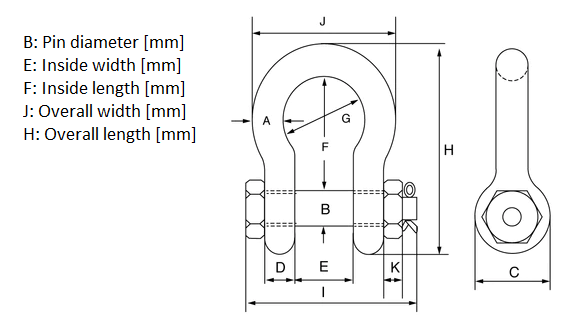 B: Pin diameter [mm]
E: Inside width [mm]
F: Inside length [mm]
J: Overall width [mm]
H: Overall length [mm]
J
A
G
F
H
B
D
E
K
I
C